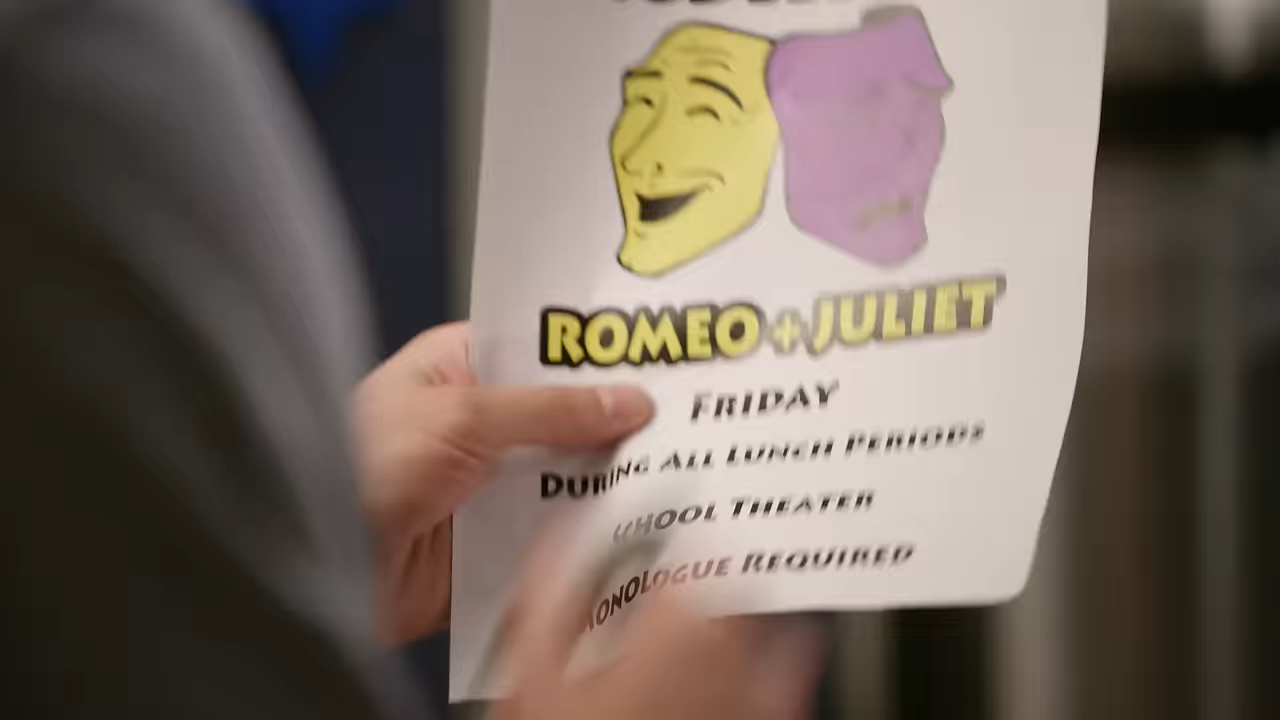 ROMEO + JULIET
FRIDAY
DURING ALL LUNCH PERIODS
SCHOOL THEATER
MONOLOGUE REQUIRED